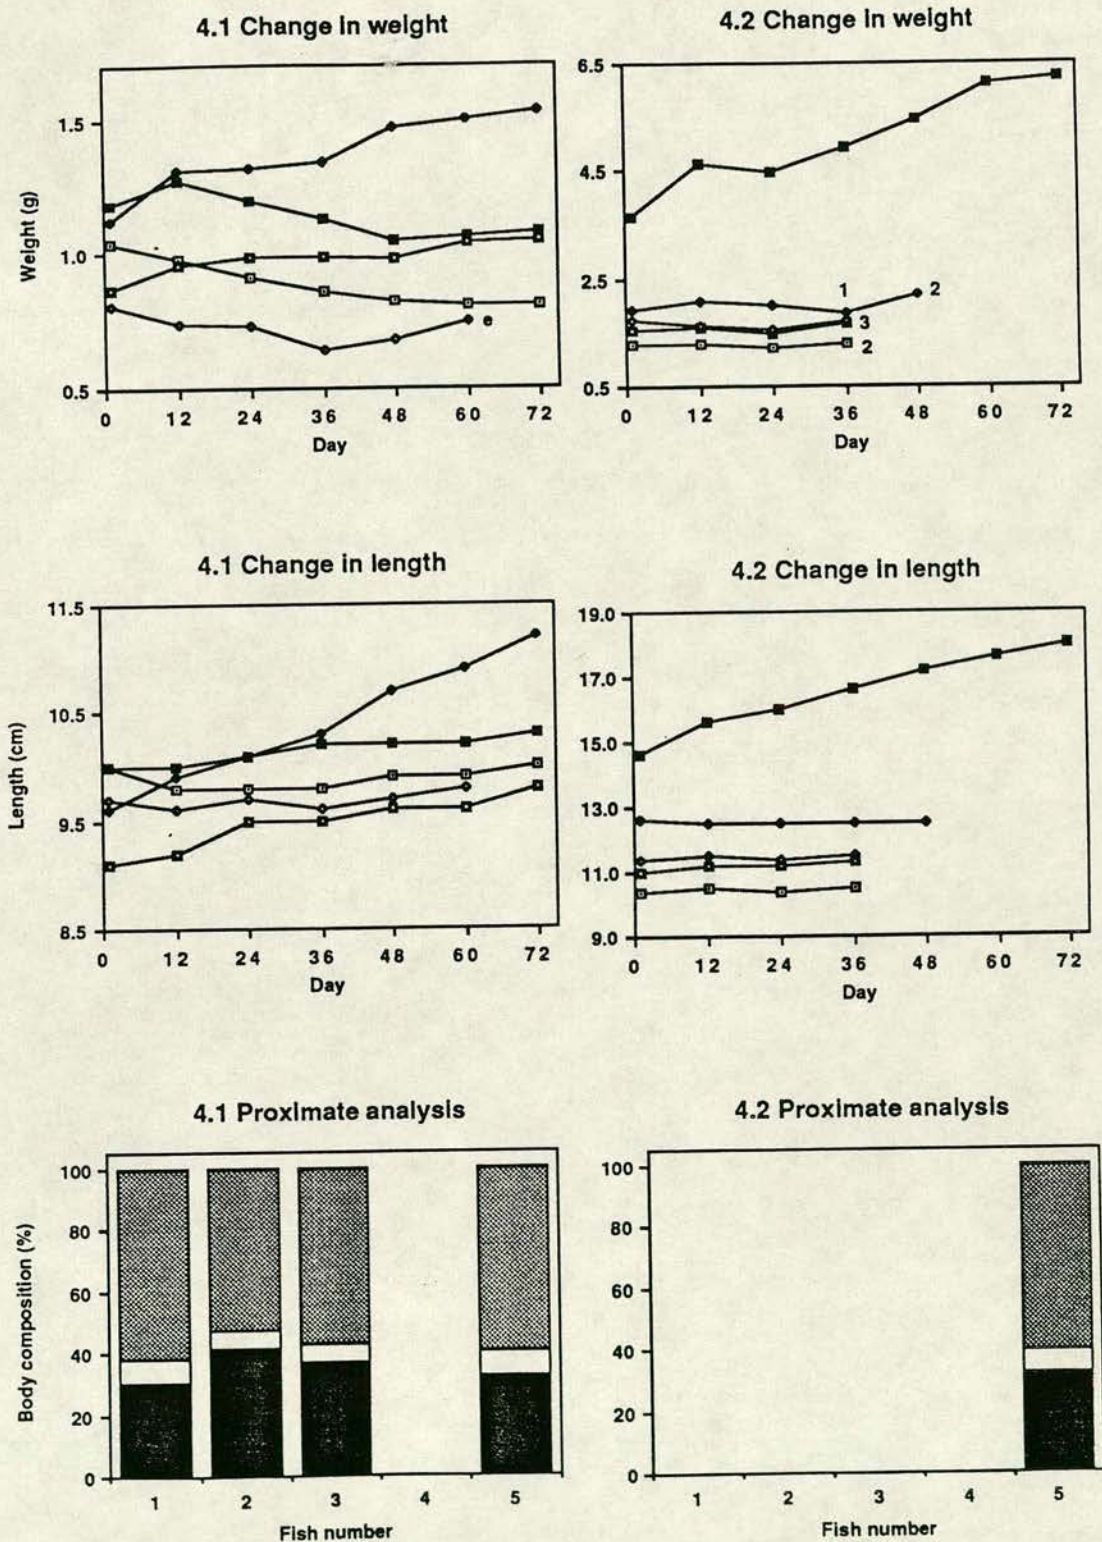 4.1 Change in weight
Weight (g)
1.5
1.0
0.5
e
0 12 24 36 48 60 72
Day
4.2 Change in weight
6.5
4.5
2.5
0.5
1
2
3
2
0 12 24 36 48 60 72
Day
4.1 Change in length
Length (cm)
11.5
10.5
9.5
8.5
0 12 24 36 48 60 72
Day
4.2 Change in length
19.0
17.0
15.0
13.0
11.0
9.0
0 12 24 36 48 60 72
Day
4.1 Proximate analysis
Body composition (%)
100
80
60
40
20
0
1 2 3 4 5
Fish number
4.2 Proximate analysis
100
80
60
40
20
0
1 2 3 4 5
Fish number